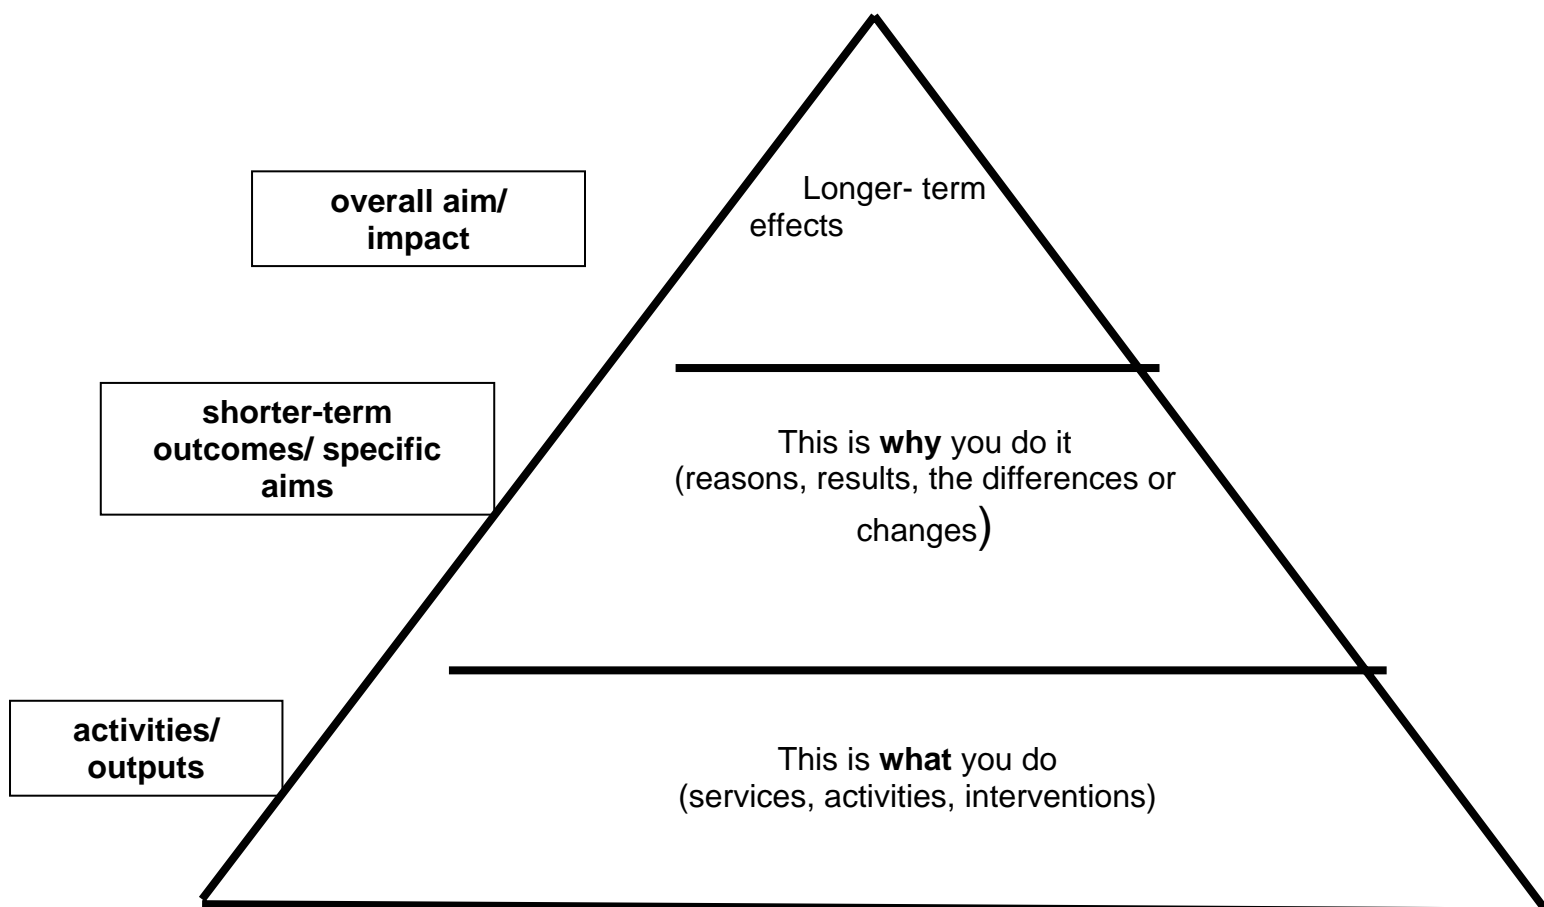 overall aim/
impact
Longer- term
effects
shorter-term
outcomes/ specific
aims
This is why you do it
(reasons, results, the differences or
changes)
activities/
outputs
This is what you do
(services, activities, interventions)